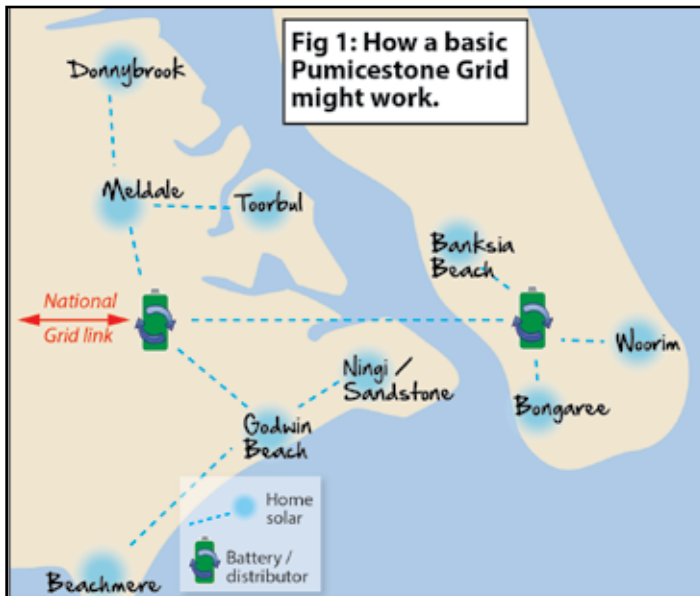 Fig 1: How a basic
Pumicestone Grid
might work.
Donnybrook
Meldale
Toorbul
Banksia
Beach
National
Grid link
Woorim
Ningi /
Sandstone
Bongaree
Godwin
Beach
Home
solar
Battery /
distributor
Beachmere